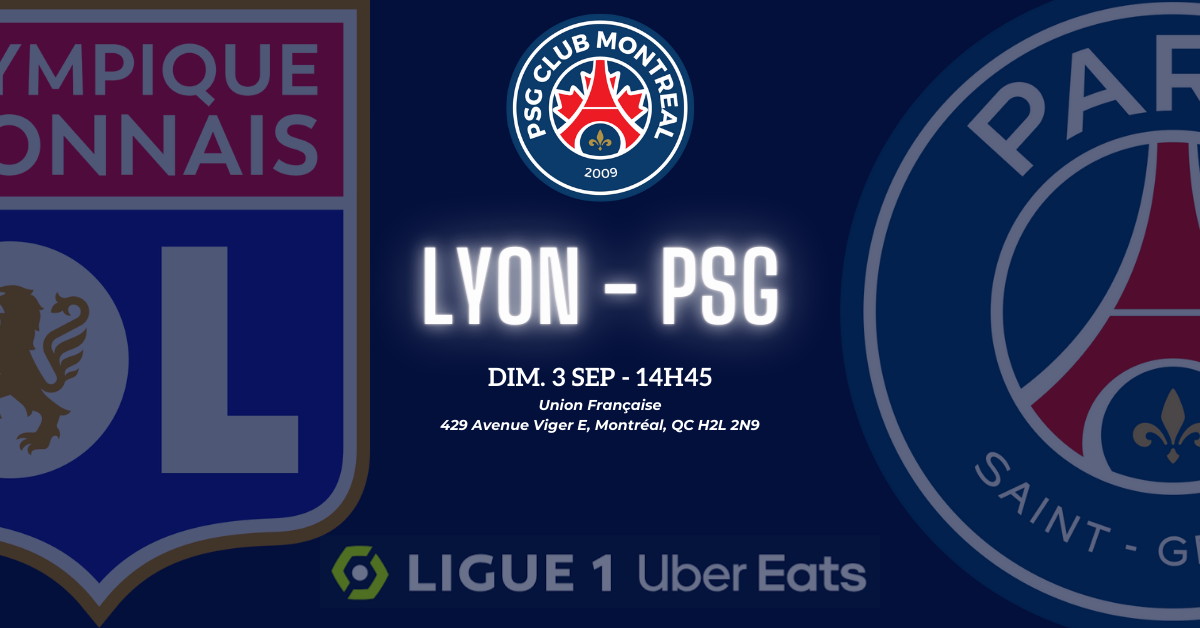 PSG CLUB MONTREAL
2009
YMPIQUE
ONNAIS
OL
PAR
SAINT - G
LYON - PSG
DIM. 3 SEP - 14H45
Union Française
429 Avenue Viger E, Montréal, QC H2L 2N9
LIGUE 1 Uber Eats